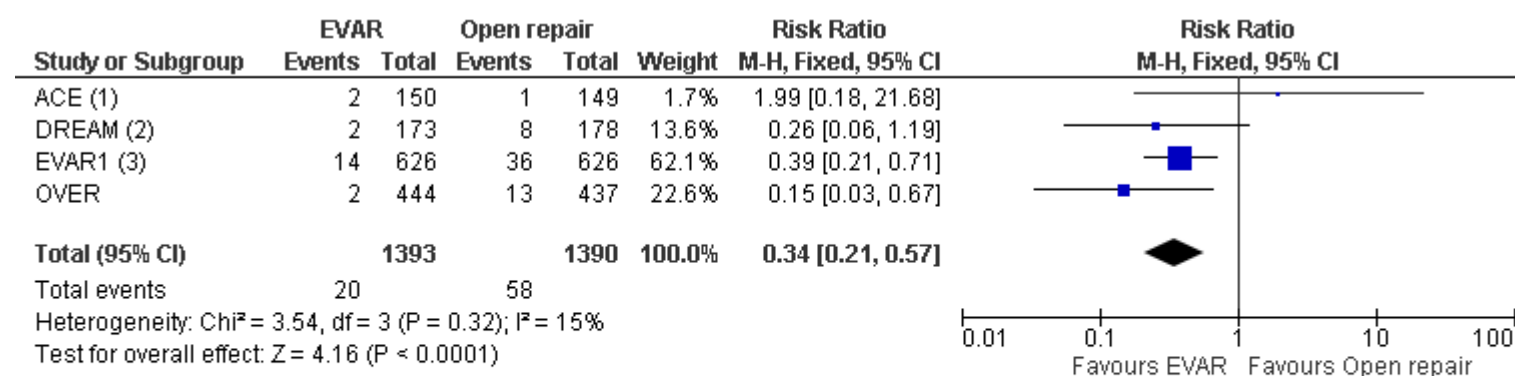 EVAR Open repair Risk Ratio Risk Ratio
Study or Subgroup Events Total Events Total Weight M-H, Fixed, 95% CI M-H, Fixed, 95% CI
ACE (1) 2 150 1 149 1.7% 1.99 [0.18, 21.68]
DREAM (2) 2 173 8 178 13.6% 0.26 [0.06, 1.19]
EVAR1 (3) 14 626 36 626 62.1% 0.39 [0.21, 0.71]
OVER 2 444 13 437 22.6% 0.15 [0.03, 0.67]
Total (95% CI) 1393 1390 100.0% 0.34 [0.21, 0.57]
Total events 20 58
Heterogeneity: Chi² = 3.54, df = 3 (P = 0.32); I² = 15%
Test for overall effect: Z = 4.16 (P < 0.0001)
0.01 0.1 1 10 100
Favours EVAR Favours Open repair